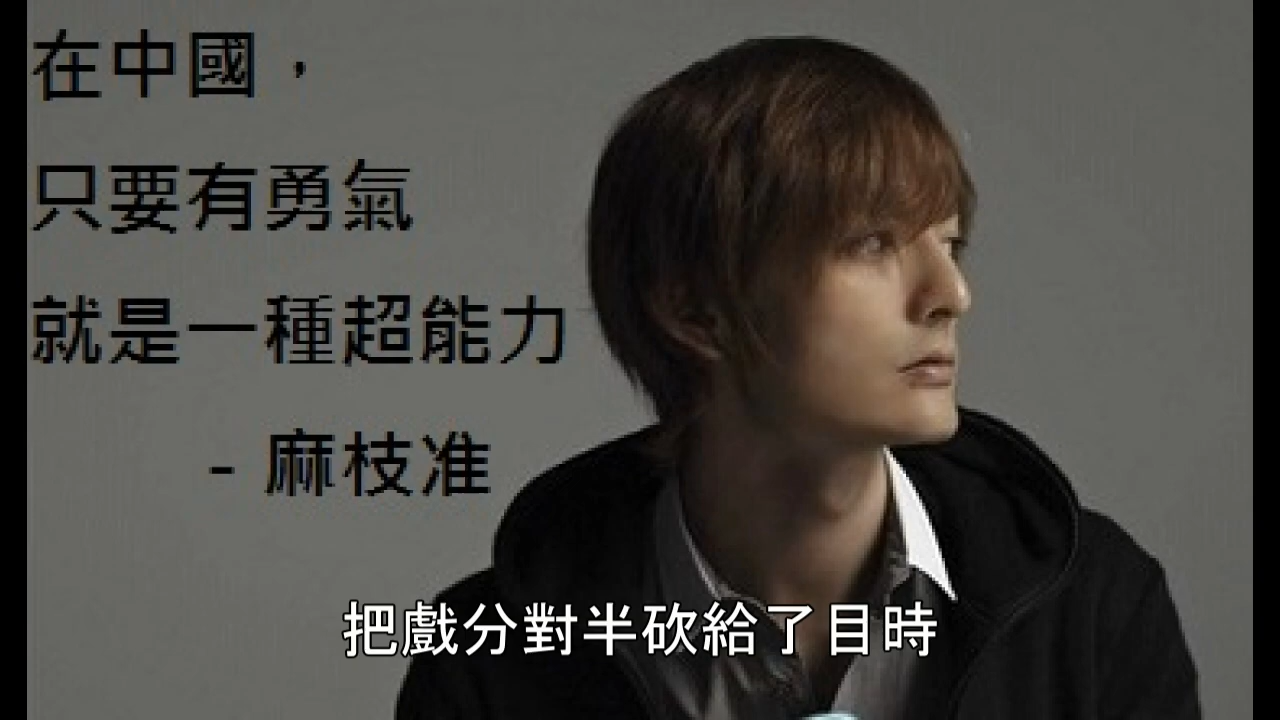 在中國，
只要有勇氣
就是一種超能力
- 麻枝准
把戲分對半砍給了目時